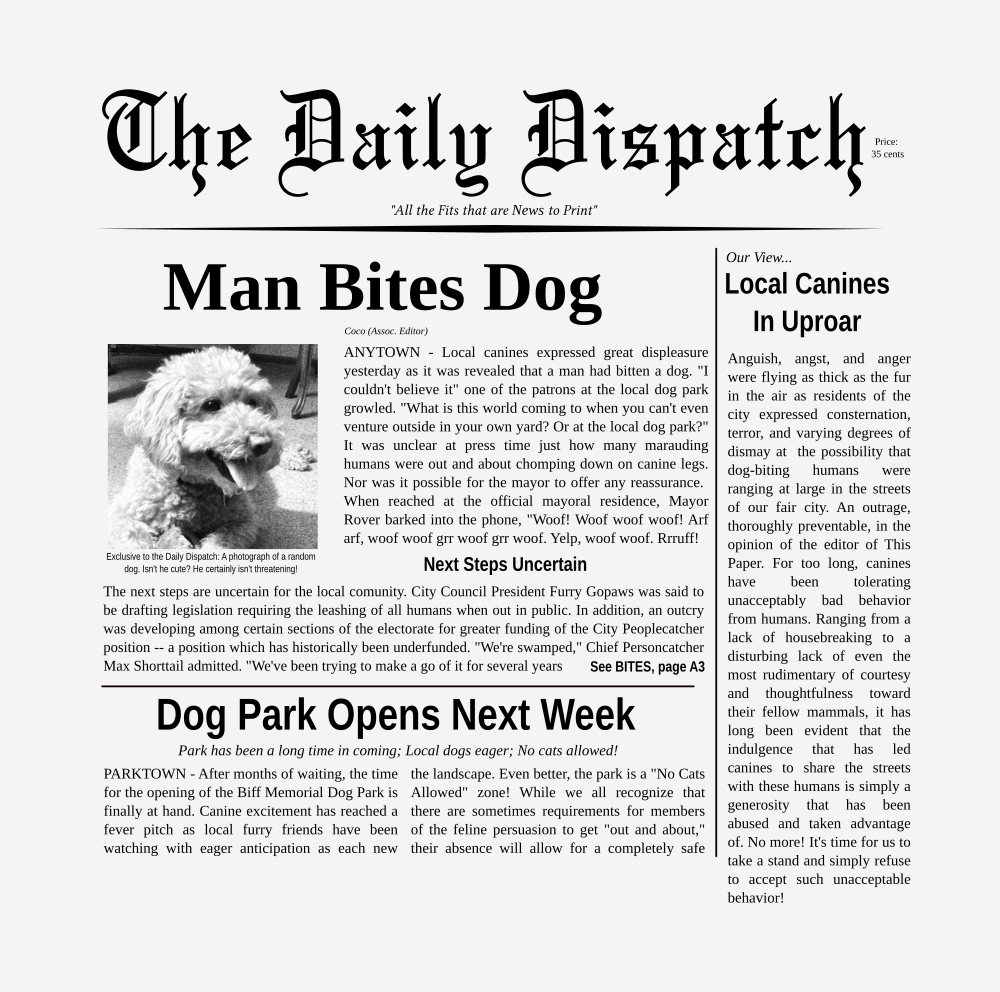 The Daily Dispatch
Price:
35 cents
"All the Fits that are News to Print"
Man Bites Dog
Coco (Assoc. Editor)
ANYTOWN - Local canines expressed great displeasure
yesterday as it was revealed that a man had bitten a dog. "I
couldn't believe it" one of the patrons at the local dog park
growled. "What is this world coming to when you can't even
venture outside in your own yard? Or at the local dog park?"
It was unclear at press time just how many marauding
humans were out and about chomping down on canine legs.
Nor was it possible for the mayor to offer any reassurance.
When reached at the official mayoral residence, Mayor
Rover barked into the phone, "Woof! Woof woof woof! Arf
arf, woof woof grr woof grr woof. Yelp, woof woof. Rrruff!
Exclusive to the Daily Dispatch: A photograph of a random
dog. Isn't he cute? He certainly isn't threatening!
Next Steps Uncertain
The next steps are uncertain for the local comunity. City Council President Furry Gopaws was said to
be drafting legislation requiring the leashing of all humans when out in public. In addition, an outcry
was developing among certain sections of the electorate for greater funding of the City Peoplecatcher
position -- a position which has historically been underfunded. "We're swamped," Chief Personcatcher
Max Shorttail admitted. "We've been trying to make a go of it for several years
See BITES, page A3
Dog Park Opens Next Week
Park has been a long time in coming; Local dogs eager; No cats allowed!
PARKTOWN - After months of waiting, the time
for the opening of the Biff Memorial Dog Park is
finally at hand. Canine excitement has reached a
fever pitch as local furry friends have been
watching with eager anticipation as each new
the landscape. Even better, the park is a "No Cats
Allowed" zone! While we all recognize that
there are sometimes requirements for members
of the feline persuasion to get "out and about,"
their absence will allow for a completely safe
Our View...
Local Canines
In Uproar
Anguish, angst, and anger
were flying as thick as the fur
in the air as residents of the
city expressed consternation,
terror, and varying degrees of
dismay at the possibility that
dog-biting humans were
ranging at large in the streets
of our fair city. An outrage,
thoroughly preventable, in the
opinion of the editor of This
Paper. For too long, canines
have been tolerating
unacceptably bad behavior
from humans. Ranging from a
lack of housebreaking to a
disturbing lack of even the
most rudimentary of courtesy
and thoughtfulness toward
their fellow mammals, it has
long been evident that the
indulgence that has led
canines to share the streets
with these humans is simply a
generosity that has been
abused and taken advantage
of. No more! It's time for us to
take a stand and simply refuse
to accept such unacceptable
behavior!